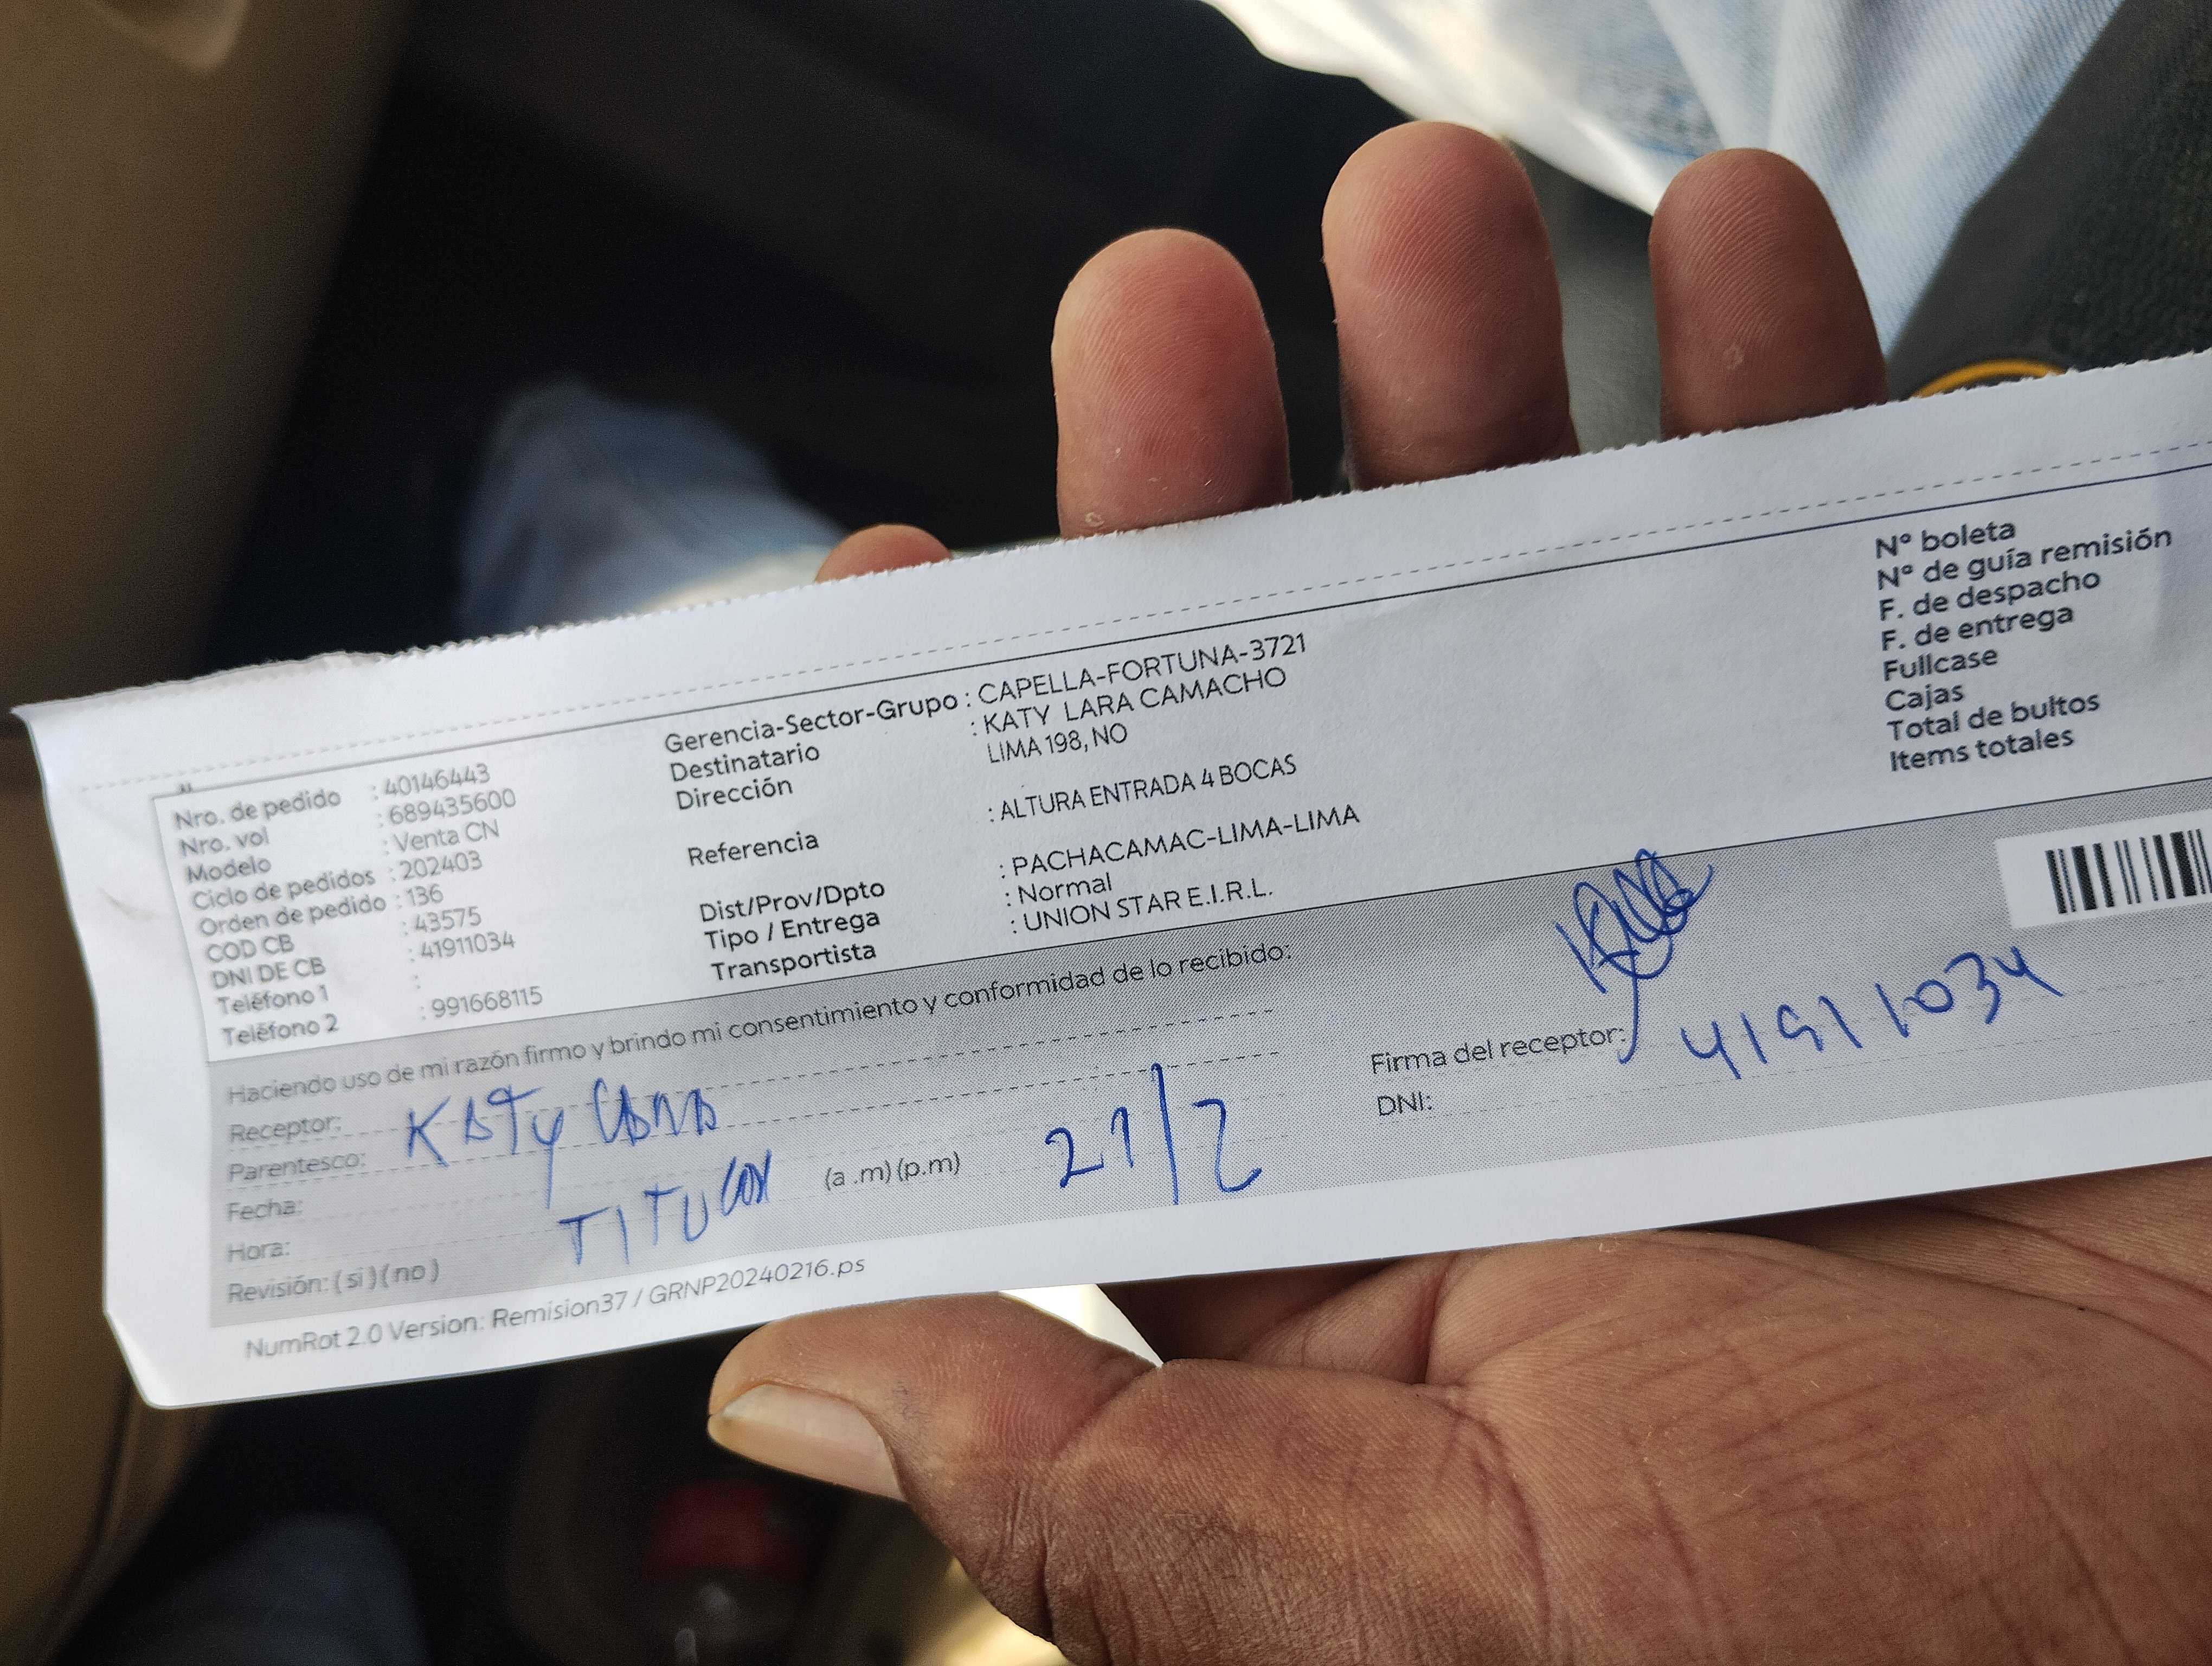 Nro. de pedido : 40146443
Nro. vol : 689435600
Modelo : Venta CN
Ciclo de pedidos : 202403
Orden de pedido : 136
COD CB : 43575
DNI DE CB : 41911034
Teléfono 1 :
Teléfono 2 : 991668115
Gerencia-Sector-Grupo : CAPELLA-FORTUNA-3721
Destinatario : KATY LARA CAMACHO
Dirección LIMA 198, NO
Referencia : ALTURA ENTRADA 4 BOCAS
Dist/Prov/Dpto : PACHACAMAC-LIMA-LIMA
Tipo / Entrega : Normal
Transportista : UNION STAR E.I.R.L.
N° boleta
N° de guía remisión
F. de despacho
F. de entrega
Fullcase
Cajas
Total de bultos
Items totales
Haciendo uso de mi razón firmo y brindo mi consentimiento y conformidad de lo recibido:
Receptor: KATY
Parentesco:
Fecha:
Hora: TITULAR (a .m) (p.m) 21/2
Revisión: ( si ) ( no )
Firma del receptor:
DNI: 41911034
NumRot 2.0 Version: Remision37 / GRNP20240216.ps